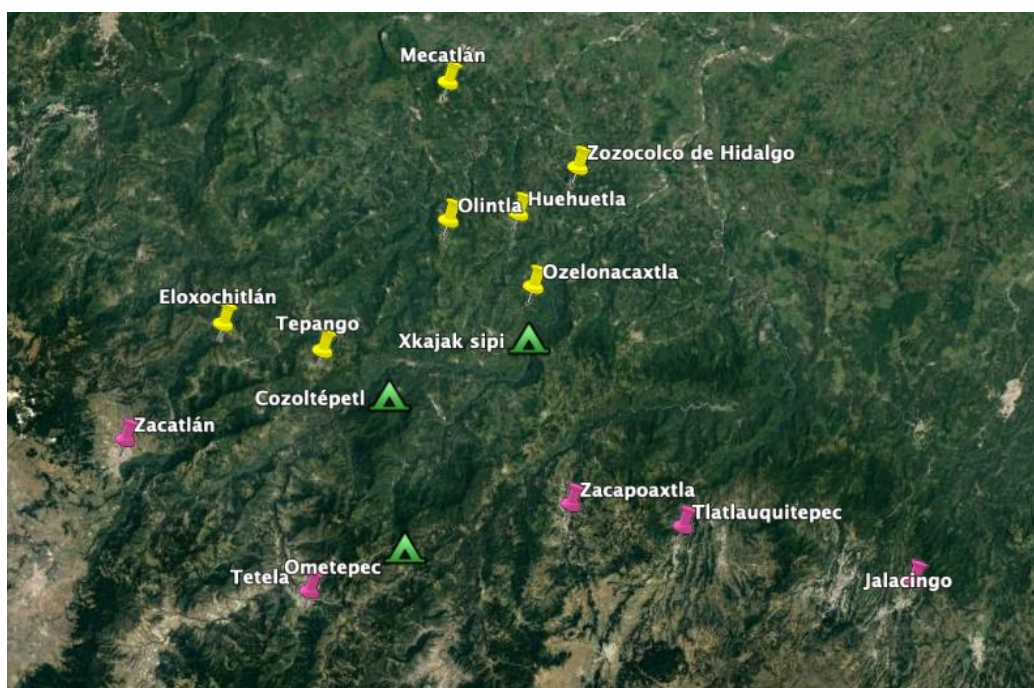 Mecatlán
Zozocolco de Hidalgo
Olintla
Huehuetla
Ozelonacaxtla
Eloxochitlán
Tepango
Xkajak sipi
Cozoltépetl
Zacatlán
Zacapoaxtla
Tlatlauquitepec
Ometepec
Tetela
Jalacingo